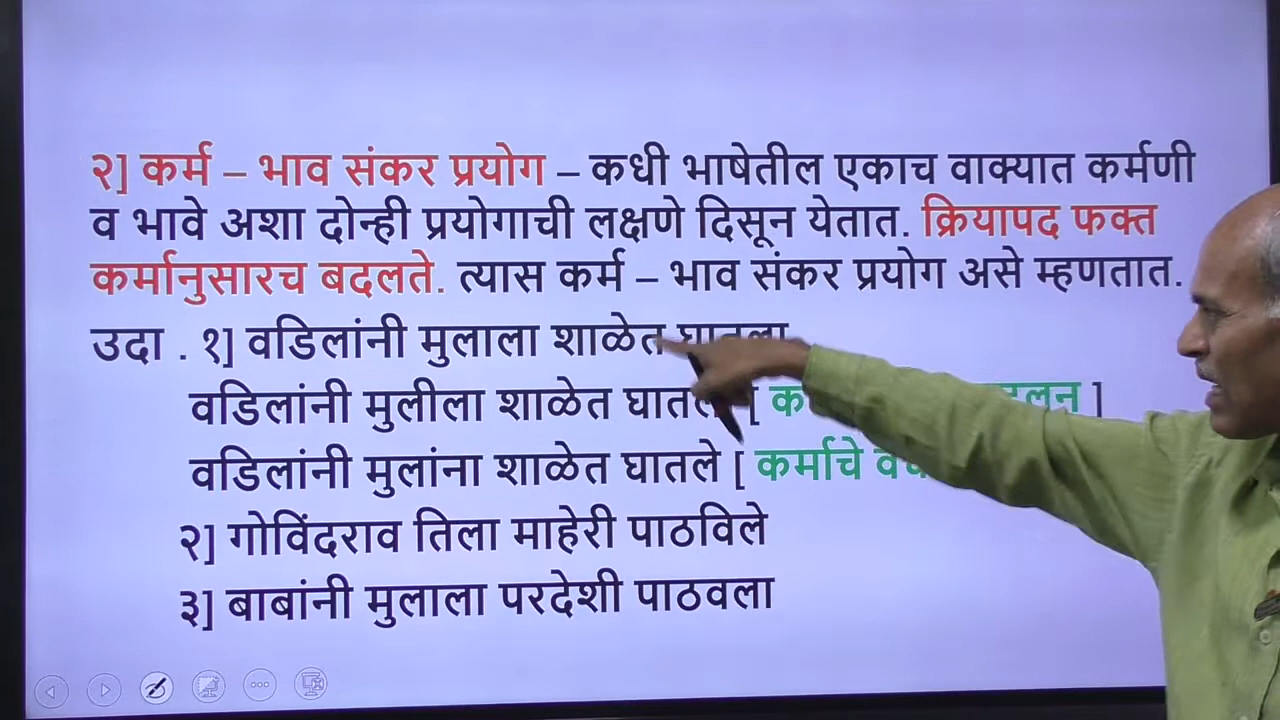 २] कर्म – भाव संकर प्रयोग – कधी भाषेतील एकाच वाक्यात कर्मणी
व भावे अशा दोन्ही प्रयोगाची लक्षणे दिसून येतात. क्रियापद फक्त
कर्मानुसारच बदलते. त्यास कर्म – भाव संकर प्रयोग असे म्हणतात.
उदा . १] वडिलांनी मुलाला शाळेत घातला
वडिलांनी मुलीला शाळेत [ ]
वडिलांनी मुलांना शाळेत घातले [ कर्माचे
२] गोविंदराव तिला माहेरी पाठविले
३] बाबांनी मुलाला परदेशी पाठवला